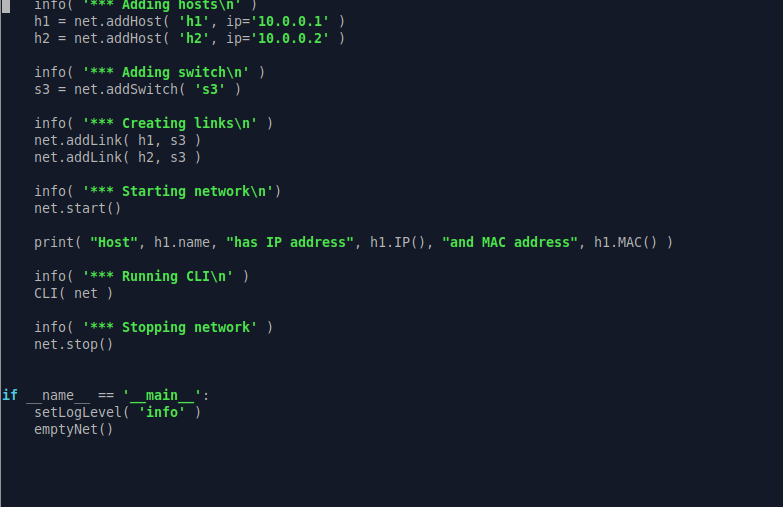 info( '*** Adding hosts\n' )
h1 = net.addHost( 'h1', ip='10.0.0.1' )
h2 = net.addHost( 'h2', ip='10.0.0.2' )
info( '*** Adding switch\n' )
s3 = net.addSwitch( 's3' )
info( '*** Creating links\n' )
net.addLink( h1, s3 )
net.addLink( h2, s3 )
info( '*** Starting network\n')
net.start()
print( "Host", h1.name, "has IP address", h1.IP(), "and MAC address", h1.MAC() )
info( '*** Running CLI\n' )
CLI( net )
info( '*** Stopping network' )
net.stop()
if __name__ == '__main__':
setLogLevel( 'info' )
emptyNet()